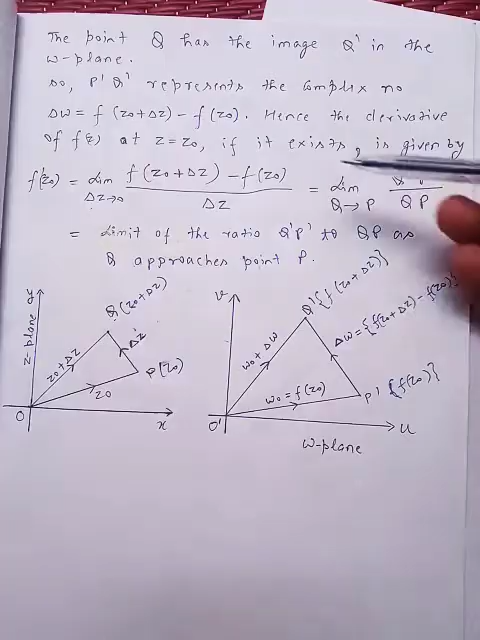 The point Q has the image Q' in the
w-plane.
so, P'Q' represents the complex no
Δw = f(z0+Δz) - f(z0). Hence the derivative
of f(z) at z=z0, if it exists, is given by
f'(z0) = lim Δz→0 f(z0+Δz) - f(z0) / Δz = lim Q→P / QP
= limit of the ratio Q'P' to QP as
Q approaches point P.
z-plane y
Q(z0+Δz)
z0+Δz
Δz
P(z0)
z0
O
x
v
Q'{f(z0+Δz)}
w0+Δw
Δw={f(z0+Δz)-f(z0)}
w0=f(z0)
P' {f(z0)}
O'
u
w-plane